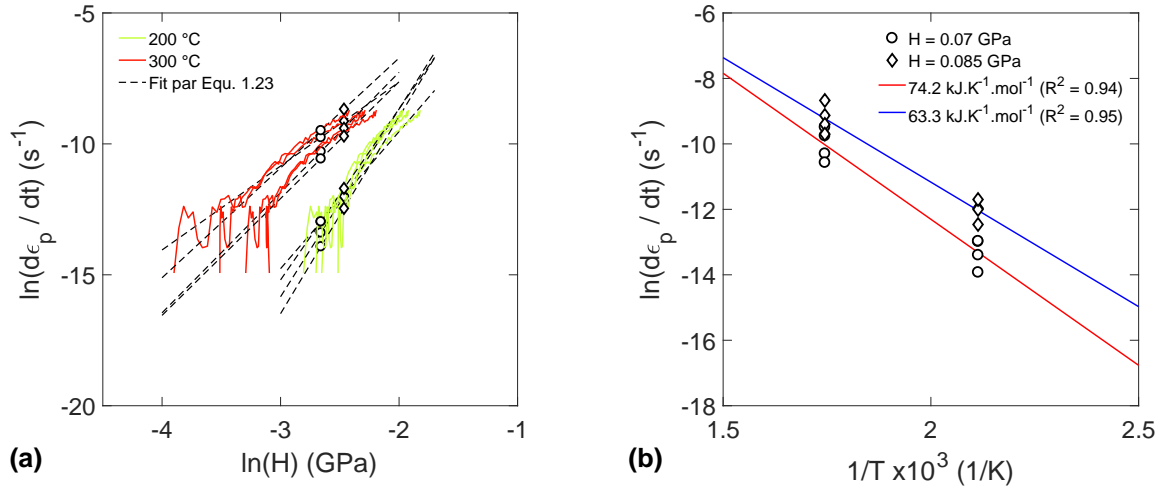 200 °C
300 °C
Fit par Equ. 1.23
-5
-10
-15
-20
-4
-3
-2
-1
ln(dϵp / dt) (s-1)
ln(H) (GPa)
(a)
H = 0.07 GPa
H = 0.085 GPa
74.2 kJ.K-1.mol-1 (R2 = 0.94)
63.3 kJ.K-1.mol-1 (R2 = 0.95)
-6
-8
-10
-12
-14
-16
-18
1.5
2
2.5
ln(dϵp / dt) (s-1)
1/T x103 (1/K)
(b)